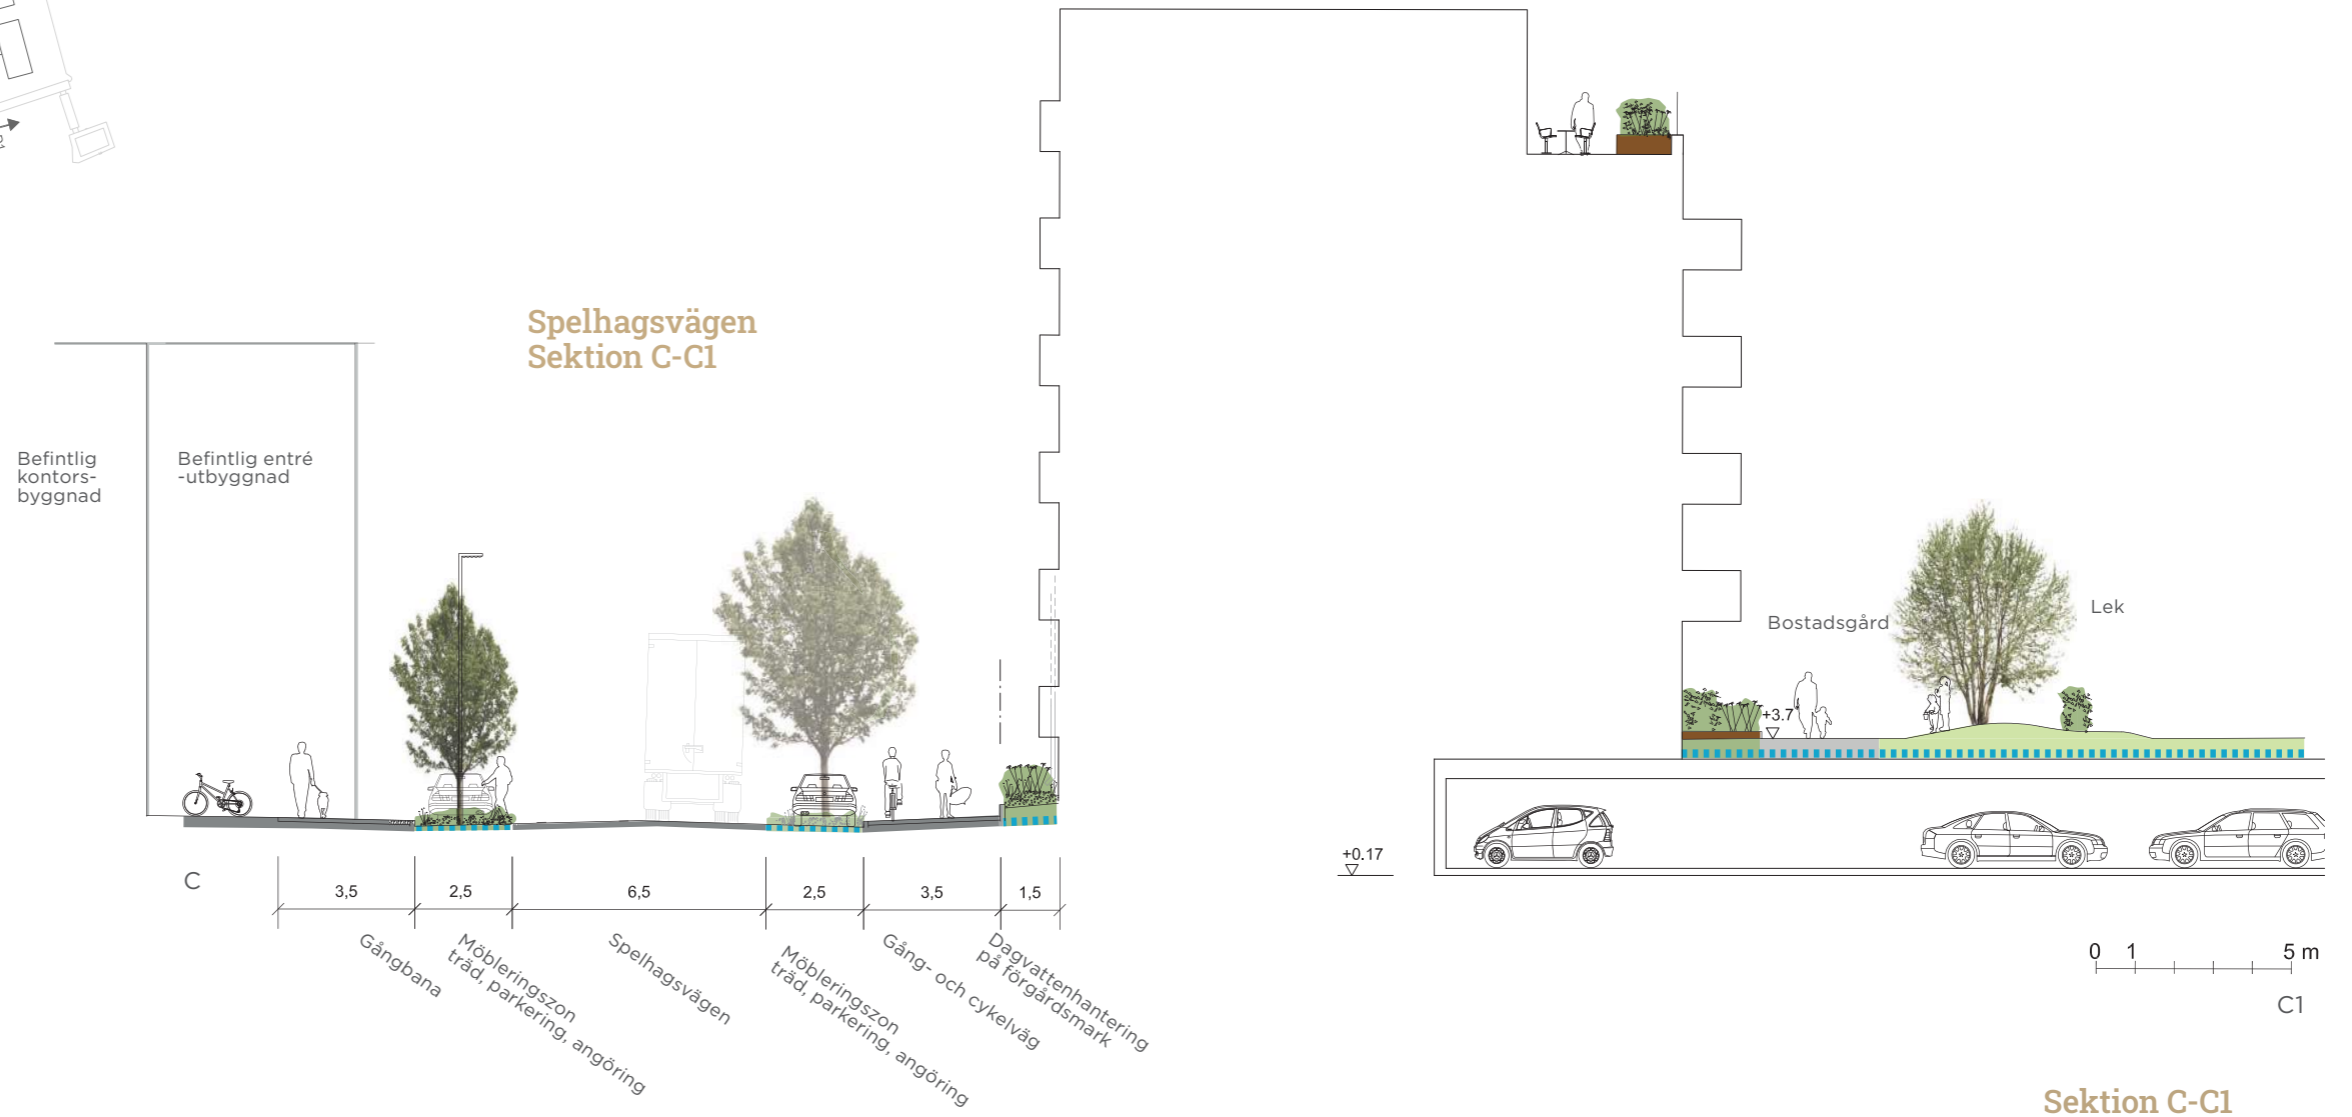 Spelhagsvägen
Sektion C-C1
Befintlig
kontors-
byggnad
Befintlig entré
-utbyggnad
Bostadsgård
Lek
+3.7
+0.17
C
3,5
2,5
6,5
2,5
3,5
1,5
Gångbana
Möbleringszon
träd, parkering, angöring
Spelhagsvägen
Möbleringszon
träd, parkering, angöring
Gång- och cykelväg
Dagvattenhantering
på förgårdsmark
0 1 5 m
C1
Sektion C-C1